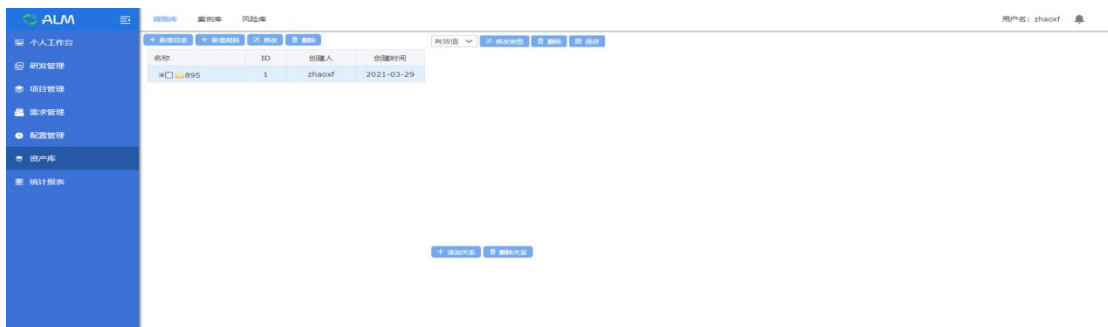 ALM
规则库 案例库 风险库
用户名: zhaoxf
个人工作台
研发管理
项目管理
需求管理
配置管理
资产库
统计报表
+ 新增目录 + 新增规则 修改 删除
名称 ID 创建人 创建时间
895 1 zhaoxf 2021-03-29
有效值 修改类型 删除 保存
+ 添加关系 删除关系